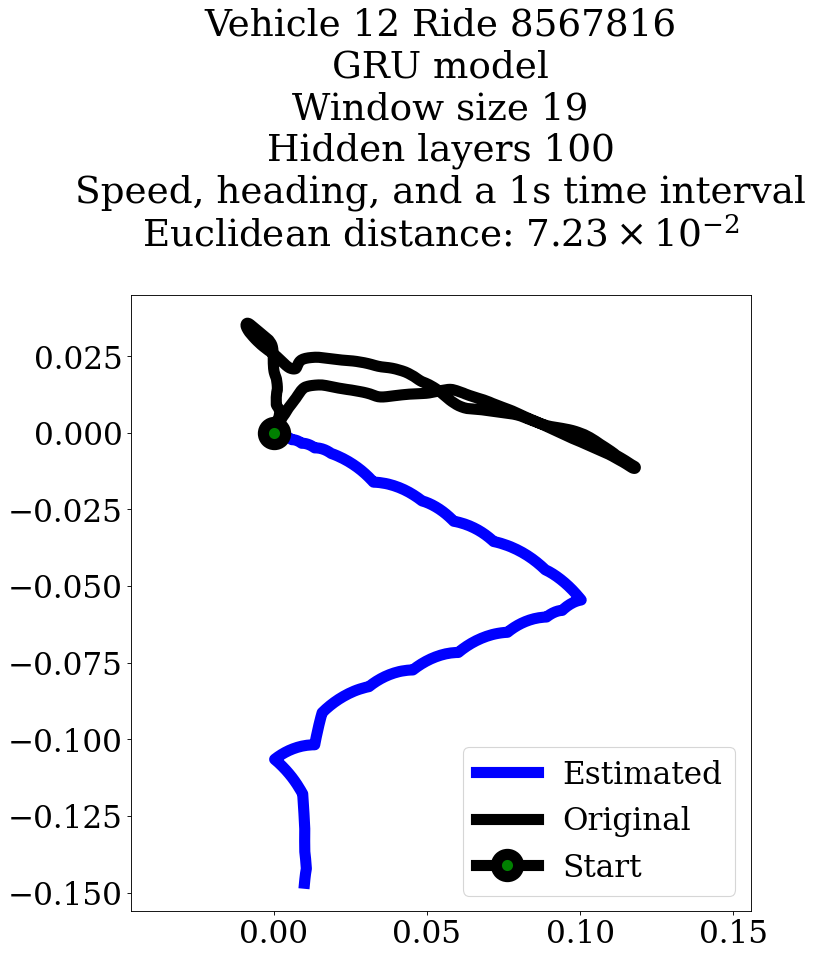 Vehicle 12 Ride 8567816
GRU model
Window size 19
Hidden layers 100
Speed, heading, and a 1s time interval
Euclidean distance: 7.23 × 10⁻²
0.025
0.000
−0.025
−0.050
−0.075
−0.100
−0.125
−0.150
Estimated
Original
Start
0.00 0.05 0.10 0.15